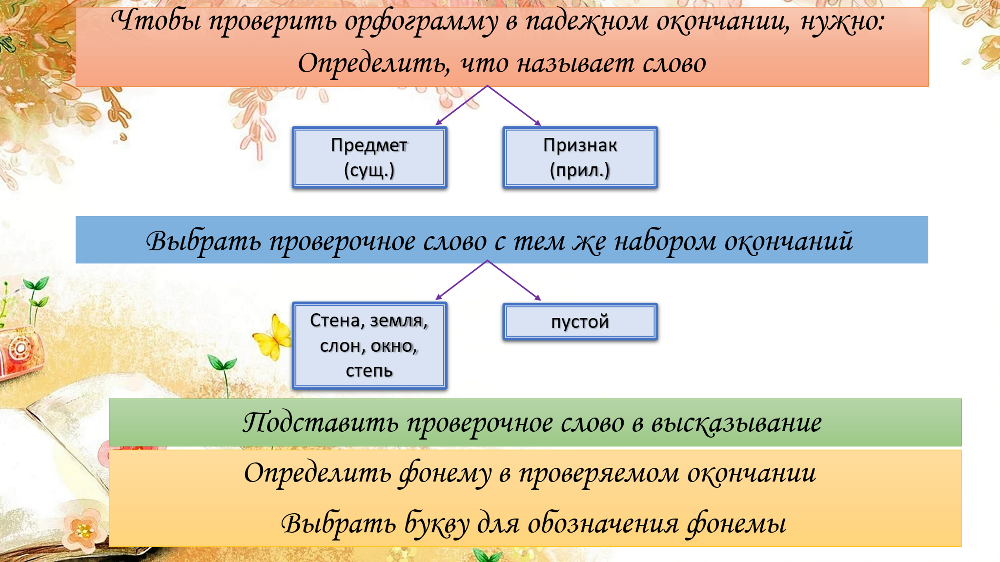 Чтобы проверить орфограмму в падежном окончании, нужно:
Определить, что называет слово
Предмет
(сущ.)
Признак
(прил.)
Выбрать проверочное слово с тем же набором окончаний
Стена, земля,
слон, окно,
степь
пустой
Подставить проверочное слово в высказывание
Определить фонему в проверяемом окончании
Выбрать букву для обозначения фонемы